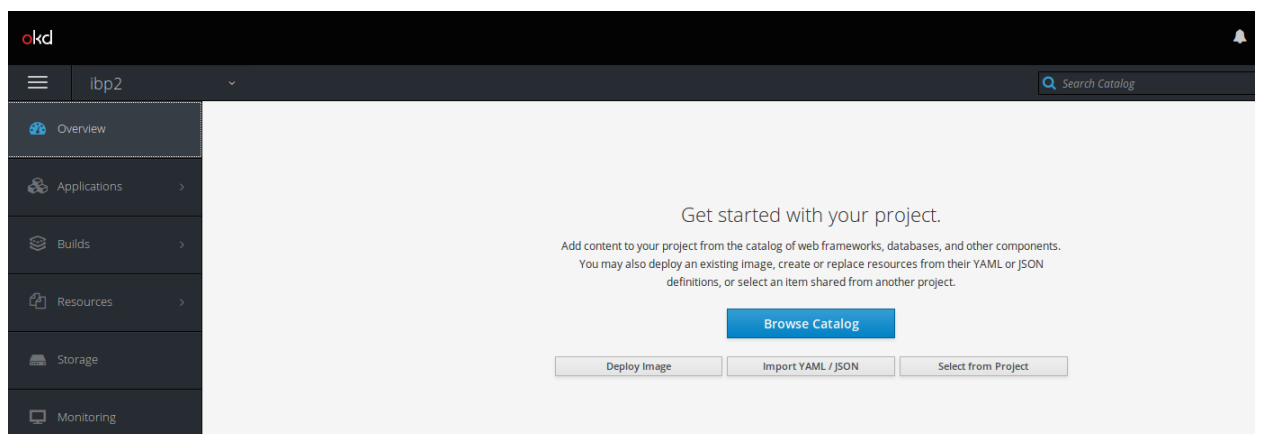 okd
ibp2
Search Catalog
Overview
Applications
Builds
Resources
Storage
Monitoring
Get started with your project.
Add content to your project from the catalog of web frameworks, databases, and other components.
You may also deploy an existing image, create or replace resources from their YAML or JSON
definitions, or select an item shared from another project.
Browse Catalog
Deploy Image
Import YAML / JSON
Select from Project